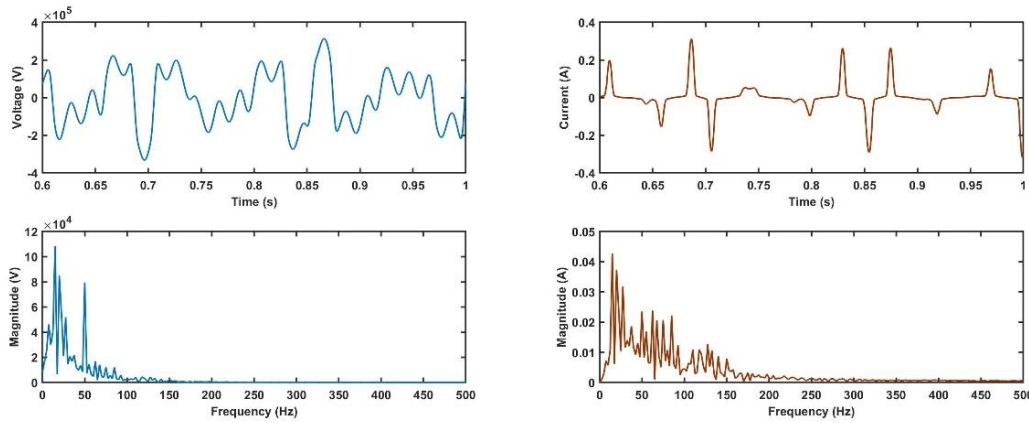 ×10⁵
4
2
0
-2
-4
Voltage (V)
0.6 0.65 0.7 0.75 0.8 0.85 0.9 0.95 1
Time (s)
0.4
0.2
0
-0.2
-0.4
Current (A)
0.6 0.65 0.7 0.75 0.8 0.85 0.9 0.95 1
Time (s)
×10⁴
12
10
8
6
4
2
0
Magnitude (V)
0 50 100 150 200 250 300 350 400 450 500
Frequency (Hz)
0.05
0.04
0.03
0.02
0.01
0
Magnitude (A)
0 50 100 150 200 250 300 350 400 450 500
Frequency (Hz)